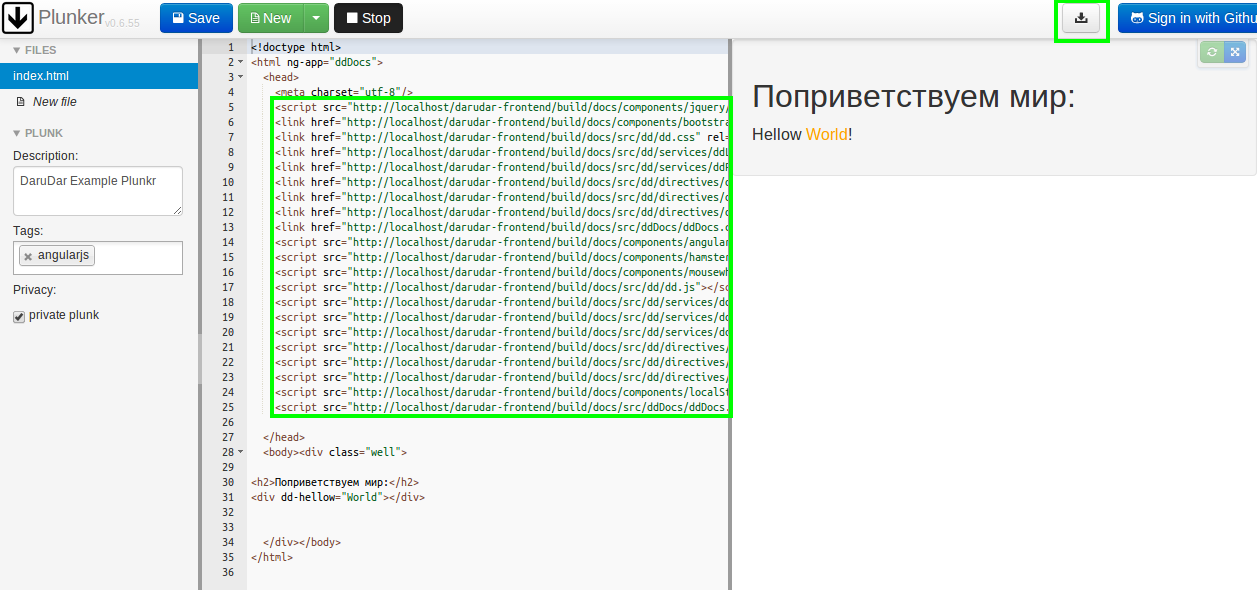 Plunker v0.6.55
Save
New
Stop
Sign in with Githu
FILES
index.html
New file
PLUNK
Description:
DaruDar Example Plunkr
Tags:
angularjs
Privacy:
private plunk
1 <!doctype html>
2 <html ng-app="ddDocs">
3 <head>
4 <meta charset="utf-8"/>
5 <script src="http://localhost/darudar-frontend/build/docs/components/jquery/
6 <link href="http://localhost/darudar-frontend/build/docs/components/bootstra
7 <link href="http://localhost/darudar-frontend/build/docs/src/dd/dd.css" rel=
8 <link href="http://localhost/darudar-frontend/build/docs/src/dd/services/ddL
9 <link href="http://localhost/darudar-frontend/build/docs/src/dd/services/ddF
10 <link href="http://localhost/darudar-frontend/build/docs/src/dd/directives/d
11 <link href="http://localhost/darudar-frontend/build/docs/src/dd/directives/d
12 <link href="http://localhost/darudar-frontend/build/docs/src/dd/directives/d
13 <link href="http://localhost/darudar-frontend/build/docs/src/ddDocs/ddDocs.c
14 <script src="http://localhost/darudar-frontend/build/docs/components/angular
15 <script src="http://localhost/darudar-frontend/build/docs/components/hamster
16 <script src="http://localhost/darudar-frontend/build/docs/components/mousewh
17 <script src="http://localhost/darudar-frontend/build/docs/src/dd/dd.js"></sc
18 <script src="http://localhost/darudar-frontend/build/docs/src/dd/services/dd
19 <script src="http://localhost/darudar-frontend/build/docs/src/dd/services/dd
20 <script src="http://localhost/darudar-frontend/build/docs/src/dd/services/dd
21 <script src="http://localhost/darudar-frontend/build/docs/src/dd/directives/
22 <script src="http://localhost/darudar-frontend/build/docs/src/dd/directives/
23 <script src="http://localhost/darudar-frontend/build/docs/src/dd/directives/
24 <script src="http://localhost/darudar-frontend/build/docs/components/localSt
25 <script src="http://localhost/darudar-frontend/build/docs/src/ddDocs/ddDocs.
26
27 </head>
28 <body><div class="well">
29
30 <h2>Поприветствуем мир:</h2>
31 <div dd-hellow="World"></div>
32
33
34 </div></body>
35 </html>
36
Поприветствуем мир:
Hellow World!